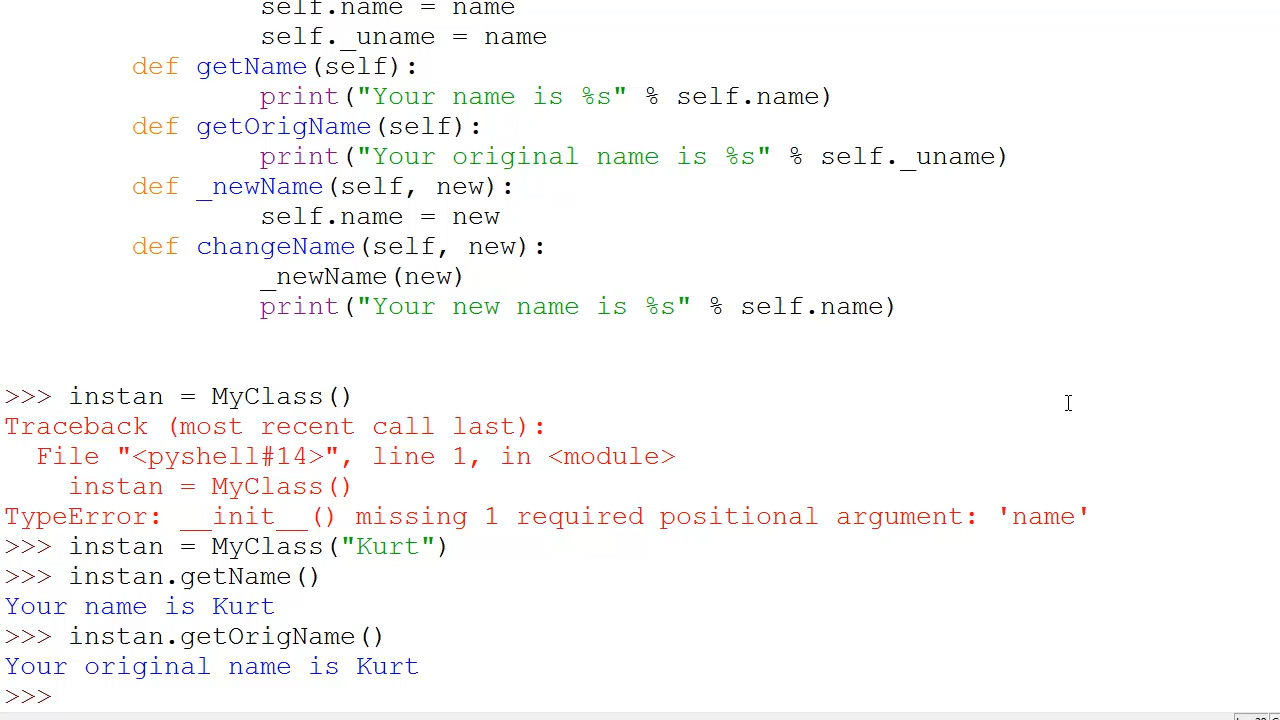 self.name = name
self._uname = name
def getName(self):
print("Your name is %s" % self.name)
def getOrigName(self):
print("Your original name is %s" % self._uname)
def _newName(self, new):
self.name = new
def changeName(self, new):
_newName(new)
print("Your new name is %s" % self.name)
>>> instan = MyClass()
Traceback (most recent call last):
File "<pyshell#14>", line 1, in <module>
instan = MyClass()
TypeError: __init__() missing 1 required positional argument: 'name'
>>> instan = MyClass("Kurt")
>>> instan.getName()
Your name is Kurt
>>> instan.getOrigName()
Your original name is Kurt
>>>